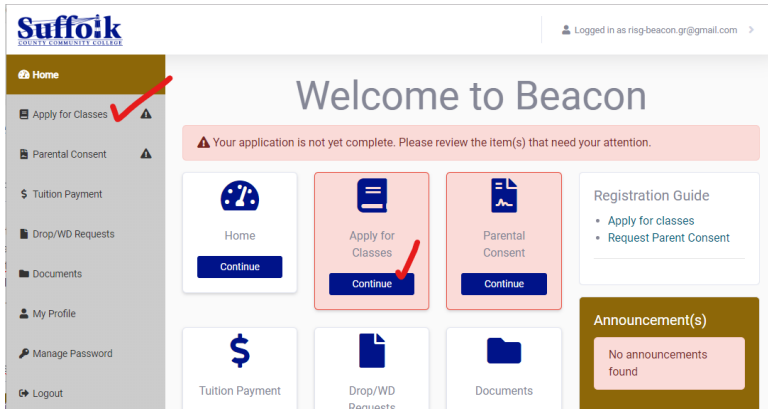 Suffolk
COUNTY COMMUNITY COLLEGE
Logged in as risg-beacon.gr@gmail.com
Home
Apply for Classes
Parental Consent
Tuition Payment
Drop/WD Requests
Documents
My Profile
Manage Password
Logout
Welcome to Beacon
Your application is not yet complete. Please review the item(s) that need your attention.
Home
Continue
Apply for
Classes
Continue
Parental
Consent
Continue
Tuition Payment
Drop/WD
Requests
Documents
Registration Guide
Apply for classes
Request Parent Consent
Announcement(s)
No announcements
found